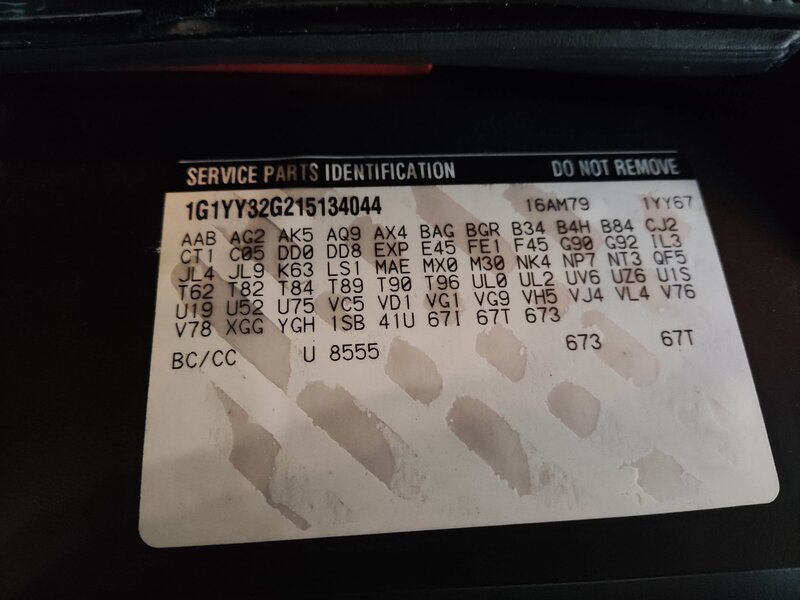 SERVICE PARTS IDENTIFICATION DO NOT REMOVE
1G1YY32G215134044 16AM79 1YY67
AAB AG2 AK5 AQ9 AX4 BAG BGR B34 B4H B84 CJ2
CT1 C05 DD0 DD8 EXP E45 FE1 F45 G90 G92 IL3
JL4 JL9 K63 LS1 MAE MX0 M30 NK4 NP7 NT3 QF5
T62 T82 T84 T89 T90 T96 UL0 UL2 UV6 UZ6 U1S
U19 U52 U75 VC5 VD1 VG1 VG9 VH5 VJ4 VL4 V76
V78 XGG YGH 1SB 41U 67I 67T 673
BC/CC U 8555 673 67T